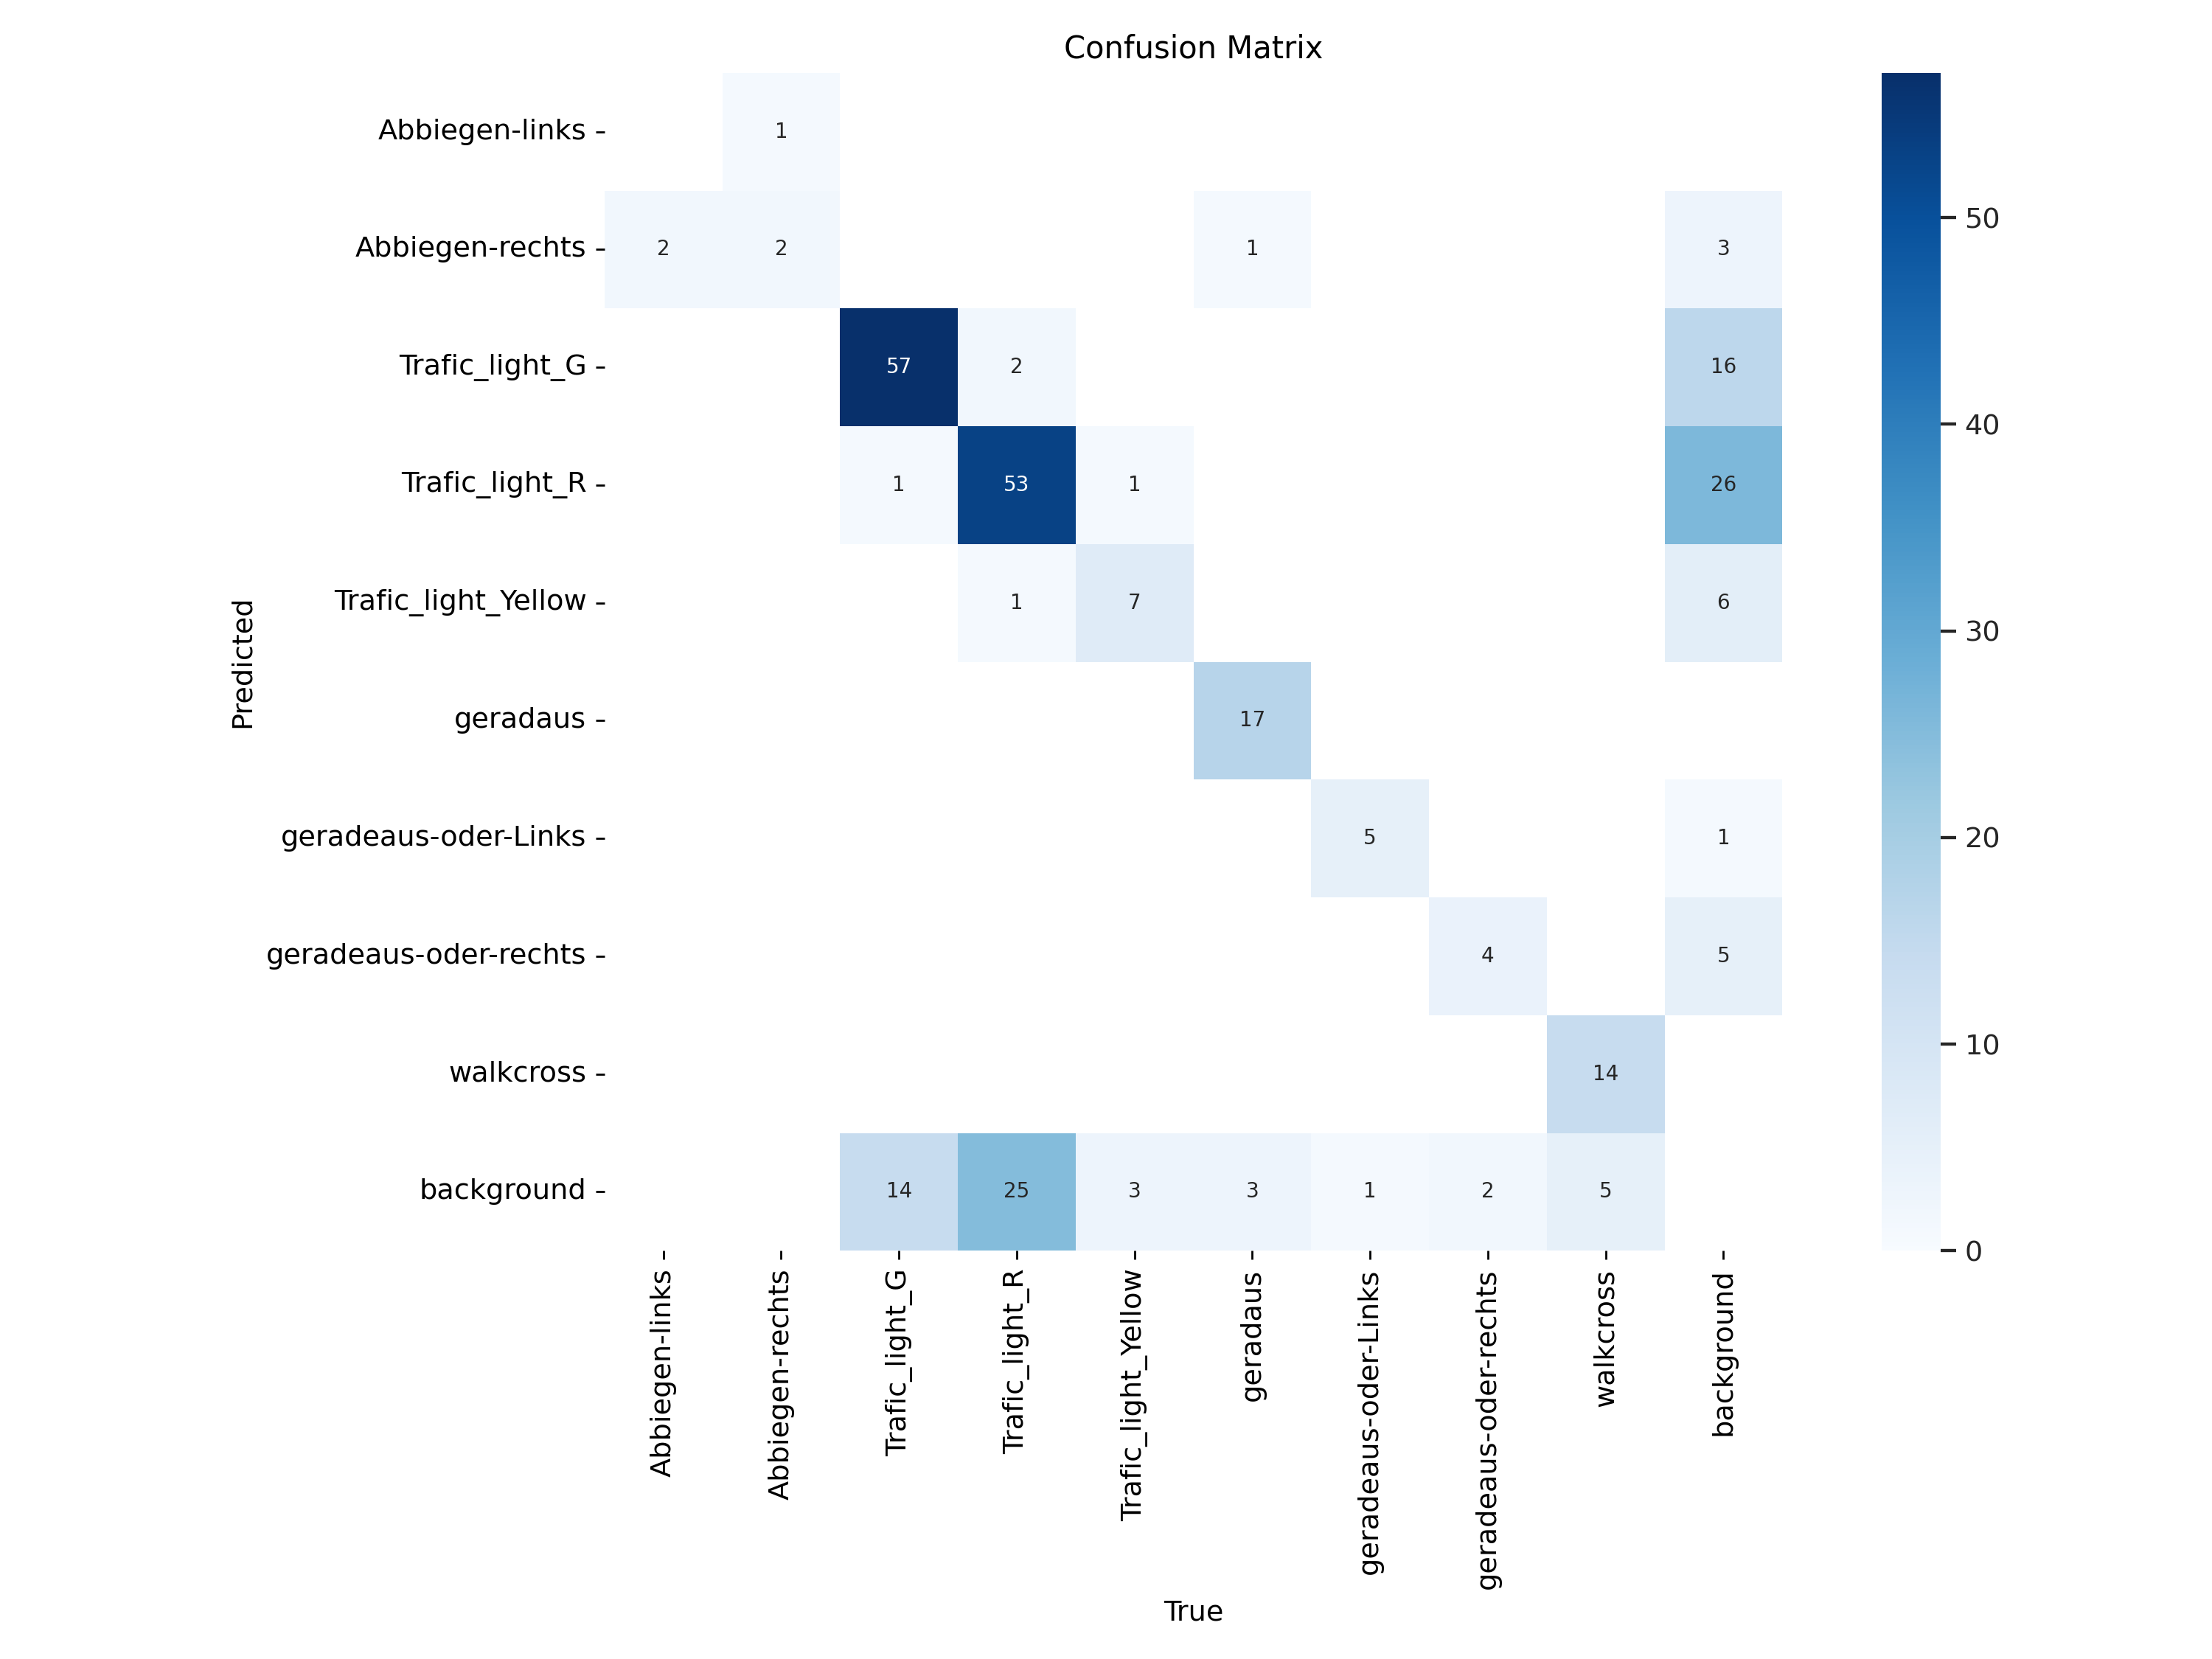 Confusion Matrix
Abbiegen-links
1
Abbiegen-rechts
2 2 1 3
50
Trafic_light_G
57 2 16
40
Trafic_light_R
1 53 1 26
Trafic_light_Yellow
1 7 6
30
Predicted
geradaus
17
geradeaus-oder-Links
5 1
20
geradeaus-oder-rechts
4 5
10
walkcross
14
background
14 25 3 3 1 2 5
0
Abbiegen-links
Abbiegen-rechts
Trafic_light_G
Trafic_light_R
Trafic_light_Yellow
geradaus
geradeaus-oder-Links
geradeaus-oder-rechts
walkcross
background
True